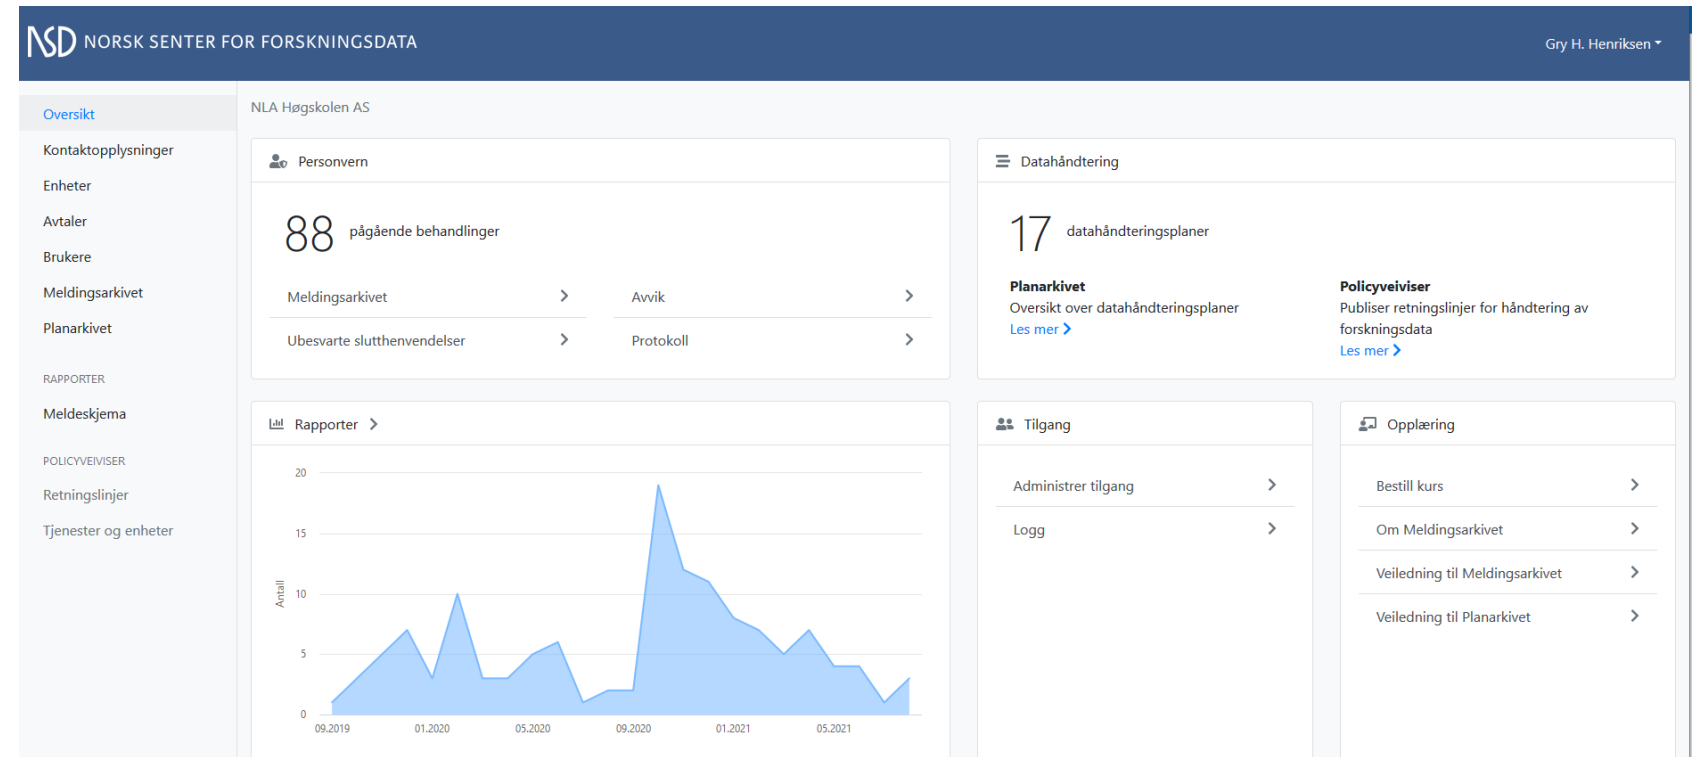 NSD NORSK SENTER FOR FORSKNINGSDATA
Gry H. Henriksen
Oversikt
Kontaktopplysninger
Enheter
Avtaler
Brukere
Meldingsarkivet
Planarkivet
RAPPORTER
Meldeskjema
POLICYVEIVISER
Retningslinjer
Tjenester og enheter
NLA Høgskolen AS
Personvern
88 pågående behandlinger
Meldingsarkivet
Avvik
Ubesvarte slutthenvendelser
Protokoll
Datahåndtering
17 datahåndteringsplaner
Planarkivet
Oversikt over datahåndteringsplaner
Les mer
Policyveiviser
Publiser retningslinjer for håndtering av
forskningsdata
Les mer
Rapporter
Antall
20
15
10
5
0
09.2019 01.2020 05.2020 09.2020 01.2021 05.2021
Tilgang
Administrer tilgang
Logg
Opplæring
Bestill kurs
Om Meldingsarkivet
Veiledning til Meldingsarkivet
Veiledning til Planarkivet